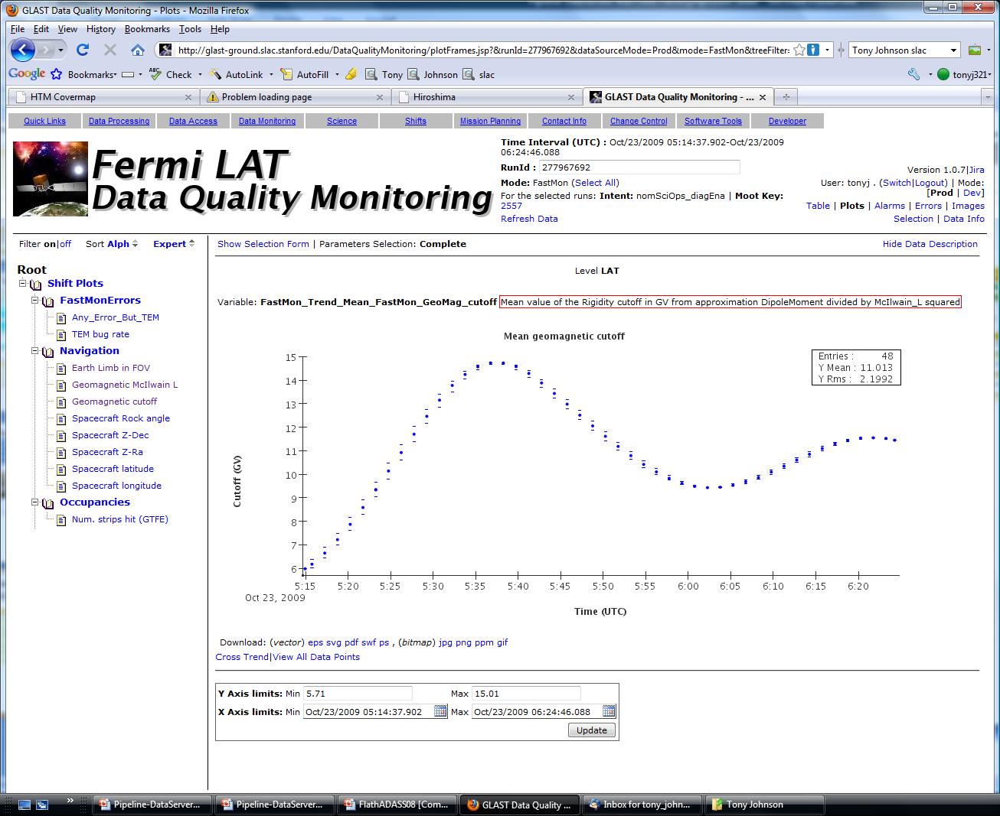 GLAST Data Quality Monitoring - Plots - Mozilla Firefox
File Edit View History Bookmarks Tools Help
http://glast-ground.slac.stanford.edu/DataQualityMonitoring/plotFrames.jsp?&runId=277967692&dataSourceMode=Prod&mode=FastMon&treeFilter:
Tony Johnson slac
Google Bookmarks ABC Check AutoLink AutoFill Tony Johnson slac tonyj321
HTM Covermap
Problem loading page
Hiroshima
GLAST Data Quality Monitoring - ...
Quick Links Data Processing Data Access Data Monitoring Science Shifts Mission Planning Contact Info Change Control Software Tools Developer
Fermi LAT
Data Quality Monitoring
Time Interval (UTC) : Oct/23/2009 05:14:37.902-Oct/23/2009
06:24:46.088
RunId : 277967692
Mode: FastMon (Select All)
For the selected runs: Intent: nomSciOps_diagEna | Moot Key:
2557
Refresh Data
Version 1.0.7|Jira
User: tonyj . (Switch|Logout) | Mode:
[Prod | Dev]
Table | Plots | Alarms | Errors | Images
Selection | Data Info
Filter on|off Sort Alph Expert
Root
Shift Plots
FastMonErrors
Any_Error_But_TEM
TEM bug rate
Navigation
Earth Limb in FOV
Geomagnetic McIlwain L
Geomagnetic cutoff
Spacecraft Rock angle
Spacecraft Z-Dec
Spacecraft Z-Ra
Spacecraft latitude
Spacecraft longitude
Occupancies
Num. strips hit (GTFE)
Show Selection Form | Parameters Selection: Complete
Hide Data Description
Level LAT
Variable: FastMon_Trend_Mean_FastMon_GeoMag_cutoff Mean value of the Rigidity cutoff in GV from approximation DipoleMoment divided by McIlwain_L squared
Mean geomagnetic cutoff
Entries : 48
Y Mean : 11.013
Y Rms : 2.1992
15
14
13
12
11
10
9
8
7
6
Cutoff (GV)
5:15 5:20 5:25 5:30 5:35 5:40 5:45 5:50 5:55 6:00 6:05 6:10 6:15 6:20
Oct 23, 2009
Time (UTC)
Download: (vector) eps svg pdf swf ps , (bitmap) jpg png ppm gif
Cross Trend|View All Data Points
Y Axis limits: Min 5.71 Max 15.01
X Axis limits: Min Oct/23/2009 05:14:37.902 Max Oct/23/2009 06:24:46.088
Update
Pipeline-DataServer... Pipeline-DataServer... FlathADASS08 [Com... GLAST Data Quality ... Inbox for tony_john... Tony Johnson